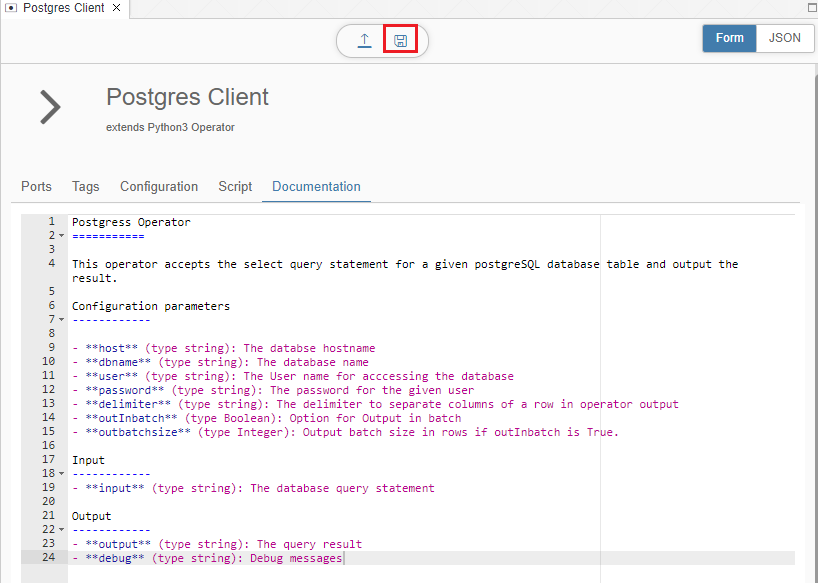 Postgres Client ×
Form JSON
Postgres Client
extends Python3 Operator
Ports Tags Configuration Script Documentation
1 Postgress Operator
2 ===========
3
4 This operator accepts the select query statement for a given postgreSQL database table and output the
result.
5
6 Configuration parameters
7 ------------
8
9 - **host** (type string): The databse hostname
10 - **dbname** (type string): The database name
11 - **user** (type string): The User name for acccessing the database
12 - **password** (type string): The password for the given user
13 - **delimiter** (type string): The delimiter to separate columns of a row in operator output
14 - **outInbatch** (type Boolean): Option for Output in batch
15 - **outbatchsize** (type Integer): Output batch size in rows if outInbatch is True.
16
17 Input
18 ------------
19 - **input** (type string): The database query statement
20
21 Output
22 ------------
23 - **output** (type string): The query result
24 - **debug** (type string): Debug messages